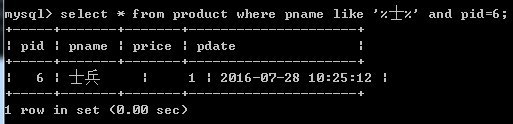 mysql> select * from product where pname like '%士%' and pid=6;
+------+-------+-------+---------------------+
| pid | pname | price | pdate |
+------+-------+-------+---------------------+
| 6 | 士兵 | 1 | 2016-07-28 10:25:12 |
+------+-------+-------+---------------------+
1 row in set (0.00 sec)